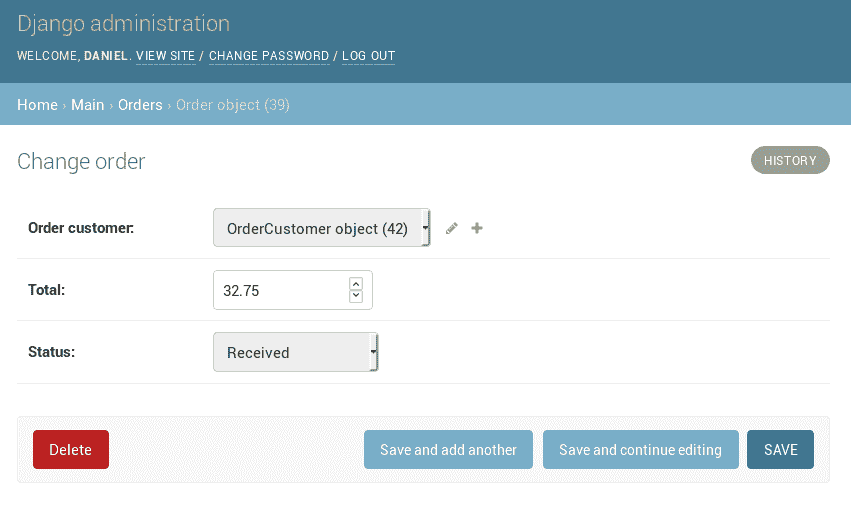 Django administration
WELCOME, DANIEL. VIEW SITE / CHANGE PASSWORD / LOG OUT
Home › Main › Orders › Order object (39)
Change order
HISTORY
Order customer: OrderCustomer object (42)
Total: 32.75
Status: Received
Delete Save and add another Save and continue editing SAVE